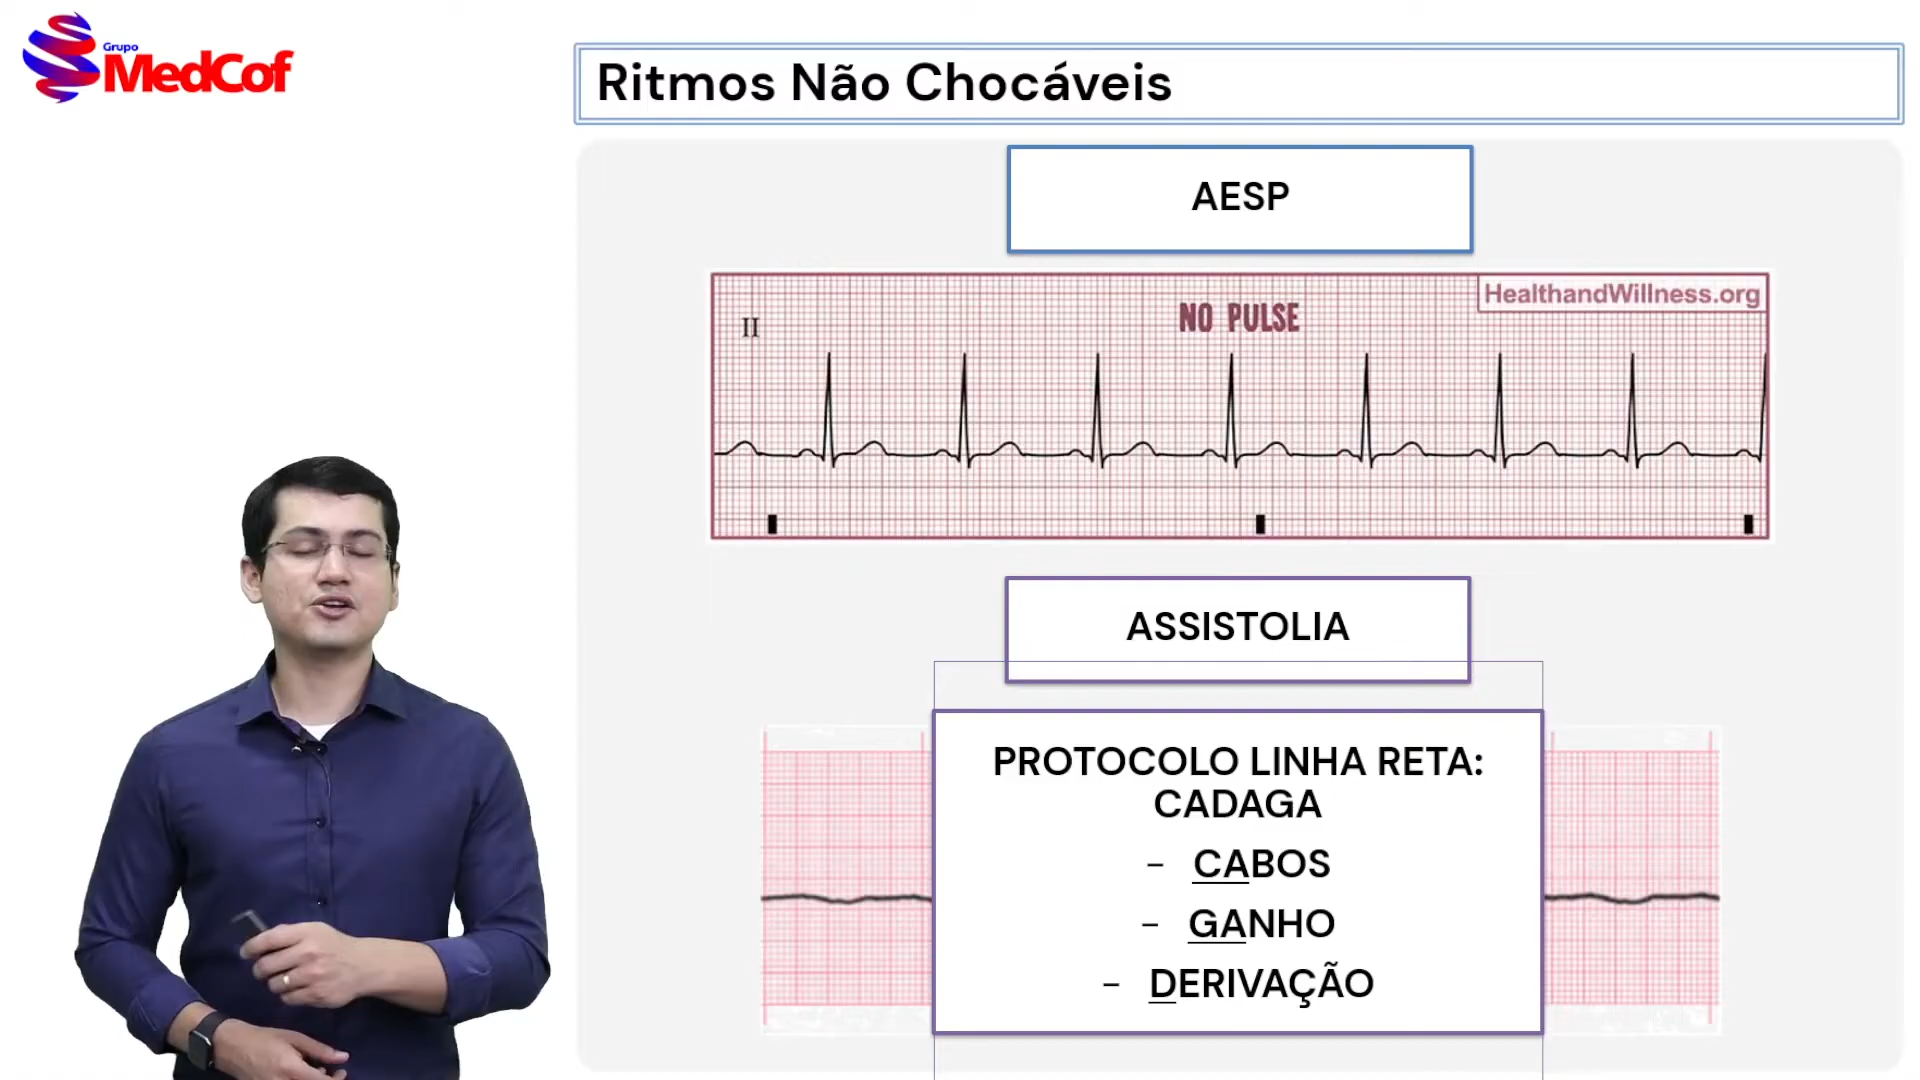 Grupo
MedCof
Ritmos Não Chocáveis
AESP
HealthandWillness.org
NO PULSE
II
ASSISTOLIA
PROTOCOLO LINHA RETA:
CADAGA
- CABOS
- GANHO
- DERIVAÇÃO